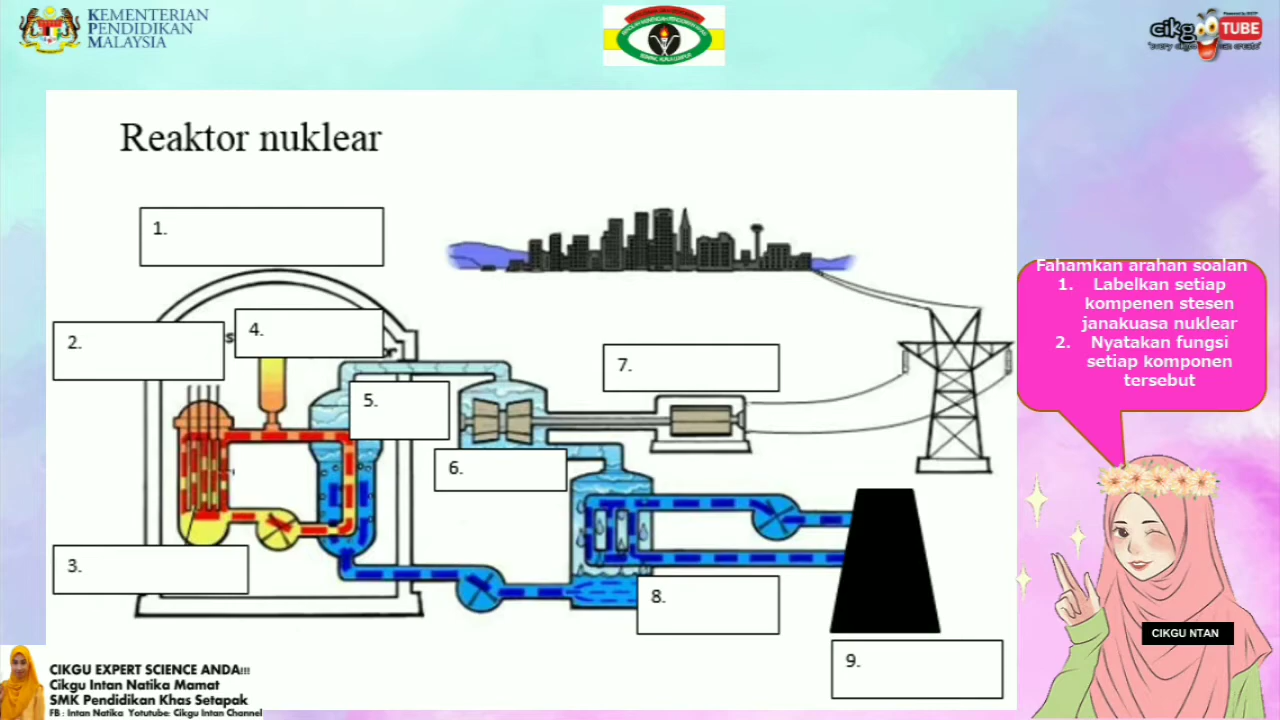 KEMENTERIAN
PENDIDIKAN
MALAYSIA
cikgooTUBE
Reaktor nuklear
1.
2.
s
4.
or
5.
7.
6.
3.
8.
9.
Fahamkan arahan soalan
1. Labelkan setiap
kompenen stesen
janakuasa nuklear
2. Nyatakan fungsi
setiap komponen
tersebut
CIKGU NTAN
CIKGU EXPERT SCIENCE ANDA!!!
Cikgu Intan Natika Mamat
SMK Pendidikan Khas Setapak
FB : Intan Natika Yotutube: Cikgu Intan Channel